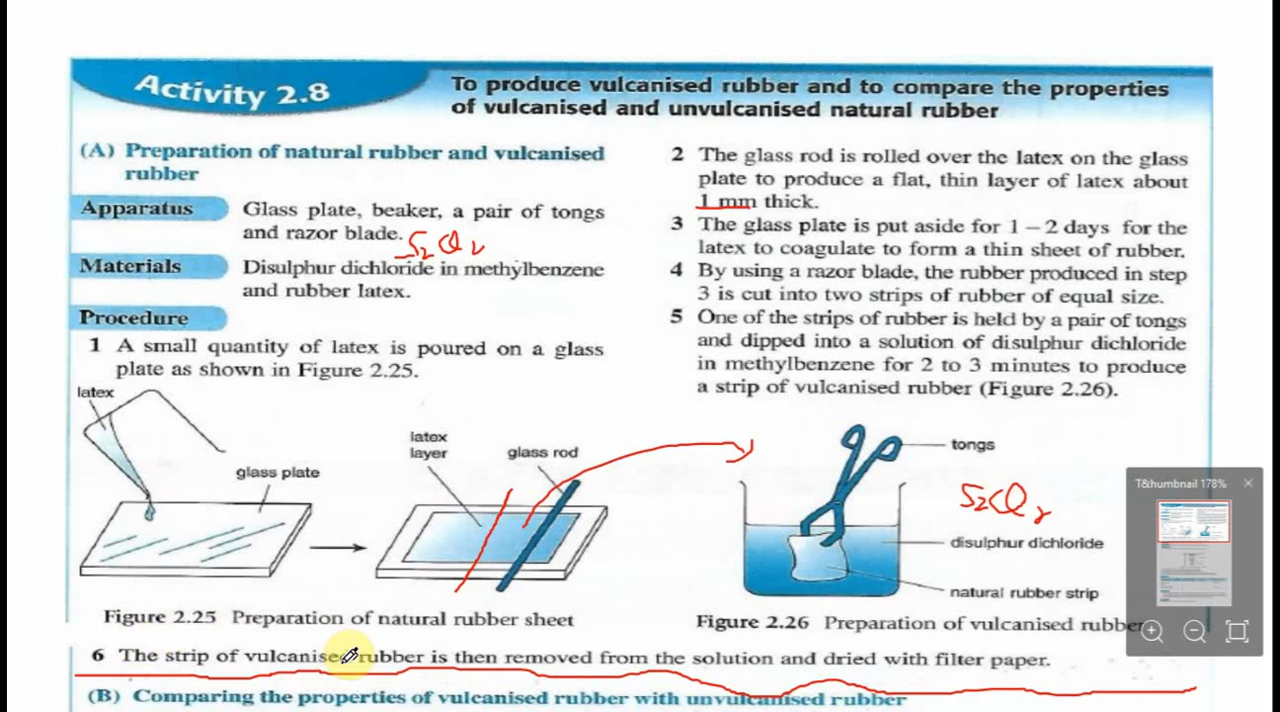 Activity 2.8
To produce vulcanised rubber and to compare the properties
of vulcanised and unvulcanised natural rubber
(A) Preparation of natural rubber and vulcanised
rubber
Apparatus Glass plate, beaker, a pair of tongs
and razor blade.
S2Cl2
Materials Disulphur dichloride in methylbenzene
and rubber latex.
Procedure
1 A small quantity of latex is poured on a glass
plate as shown in Figure 2.25.
latex
glass plate
latex
layer
glass rod
Figure 2.25 Preparation of natural rubber sheet
2 The glass rod is rolled over the latex on the glass
plate to produce a flat, thin layer of latex about
1 mm thick.
3 The glass plate is put aside for 1 – 2 days for the
latex to coagulate to form a thin sheet of rubber.
4 By using a razor blade, the rubber produced in step
3 is cut into two strips of rubber of equal size.
5 One of the strips of rubber is held by a pair of tongs
and dipped into a solution of disulphur dichloride
in methylbenzene for 2 to 3 minutes to produce
a strip of vulcanised rubber (Figure 2.26).
tongs
S2Cl2
disulphur dichloride
natural rubber strip
Figure 2.26 Preparation of vulcanised rubber
6 The strip of vulcanised rubber is then removed from the solution and dried with filter paper.
(B) Comparing the properties of vulcanised rubber with unvulcanised rubber
T&humbnail 178%